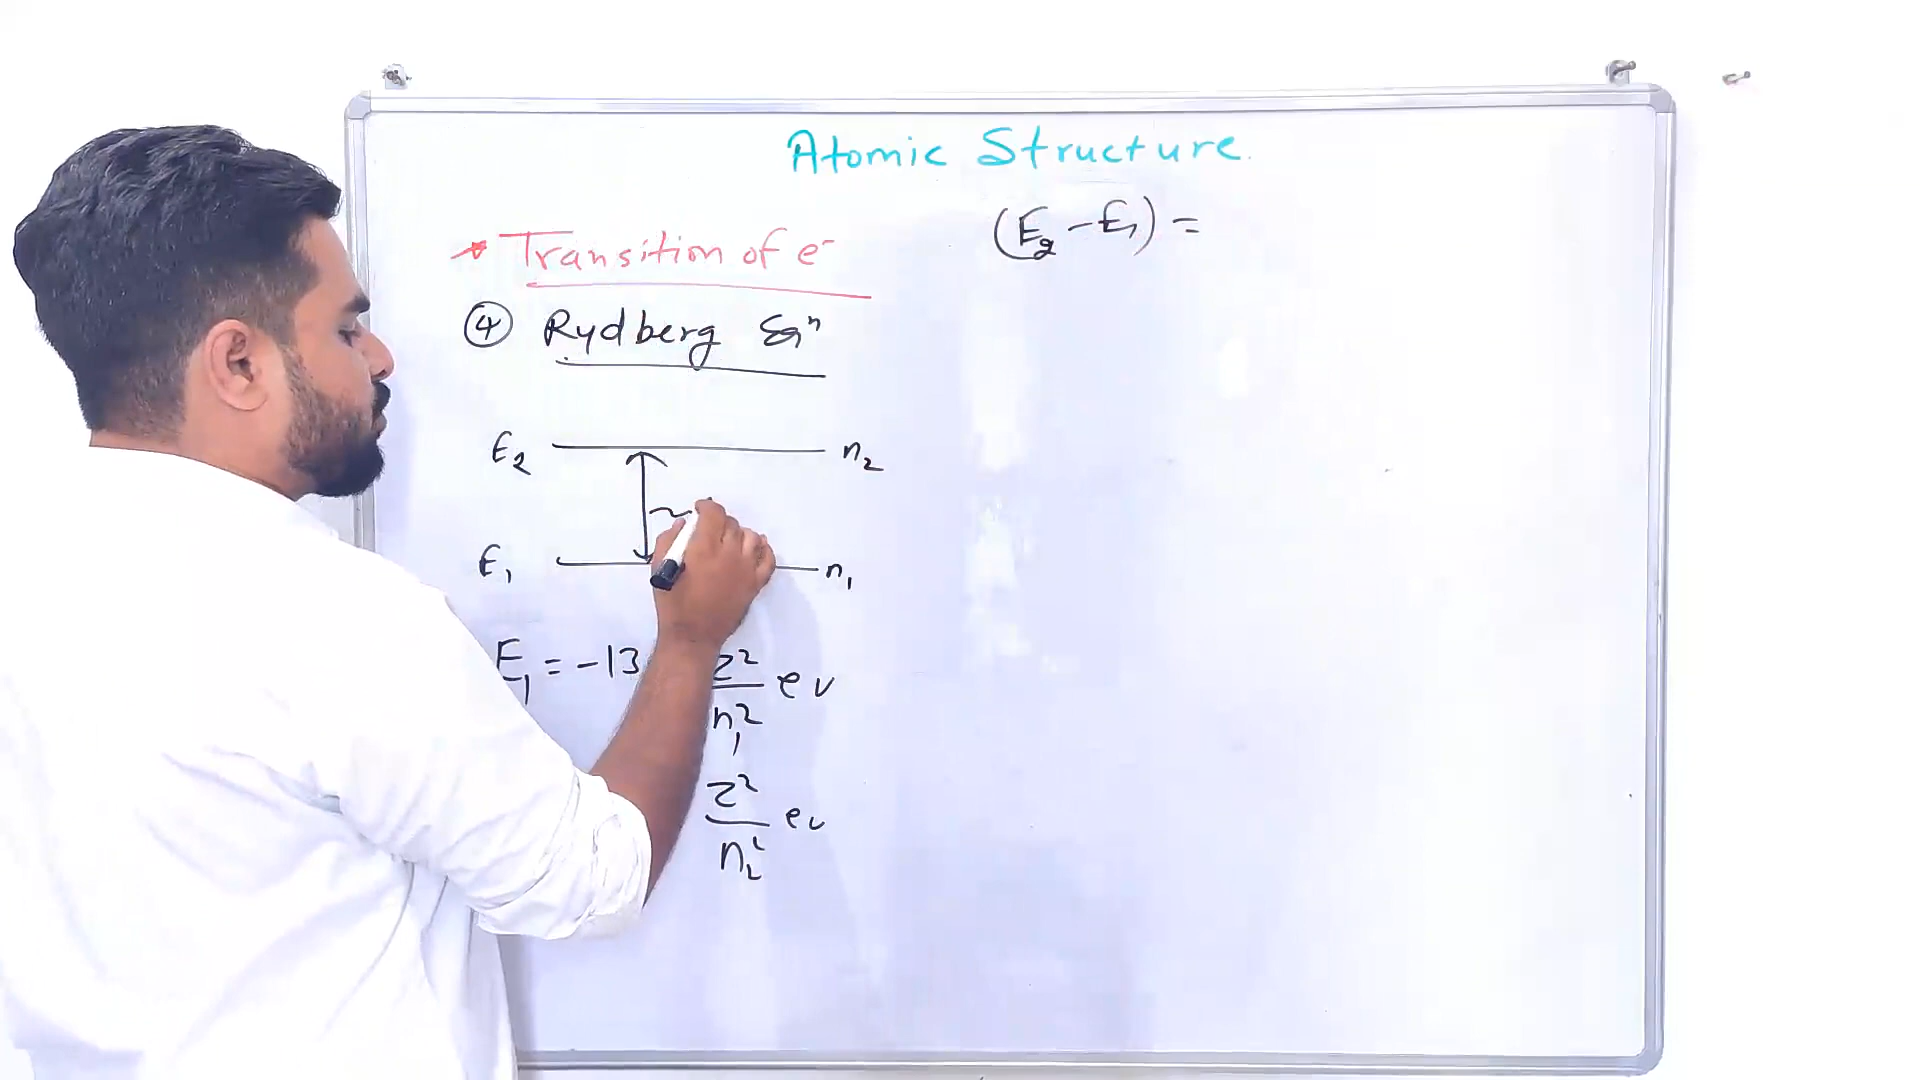 Atomic Structure.
* Transition of e⁻
④ Rydberg Eqⁿ
(E₂ - E₁) =
E₂ n₂
E₁ n₁
E₁ = -13 z²/n₁² ev
z²/n₂² ev